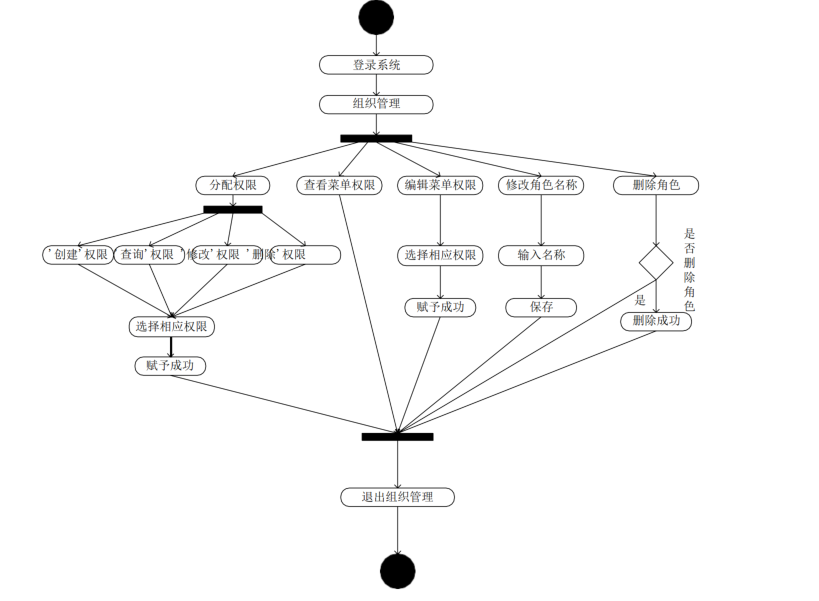 登录系统
组织管理
分配权限
查看菜单权限
编辑菜单权限
修改角色名称
删除角色
'创建'权限
'查询'权限
'修改'权限
'删除'权限
选择相应权限
输入名称
是否删除角色
是
赋予成功
保存
删除成功
选择相应权限
赋予成功
退出组织管理